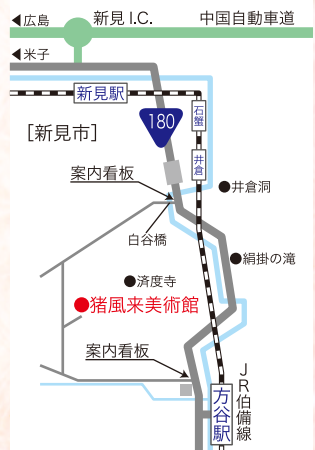 ◀広島
新見 I.C.
中国自動車道
◀米子
新見駅
石蟹
180
[新見市]
井倉
案内看板
●井倉洞
白谷橋
●絹掛の滝
●済度寺
●猪風来美術館
案内看板
JR伯備線
方谷駅